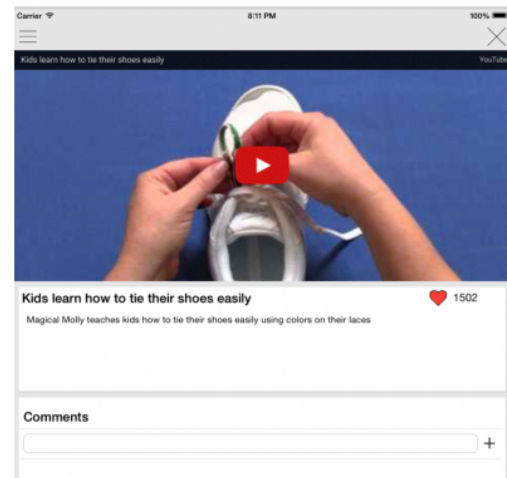 Carrier 8:11 PM 100%
Kids learn how to tie their shoes easily YouTube
Kids learn how to tie their shoes easily 1502
Magical Molly teaches kids how to tie their shoes easily using colors on their laces
Comments